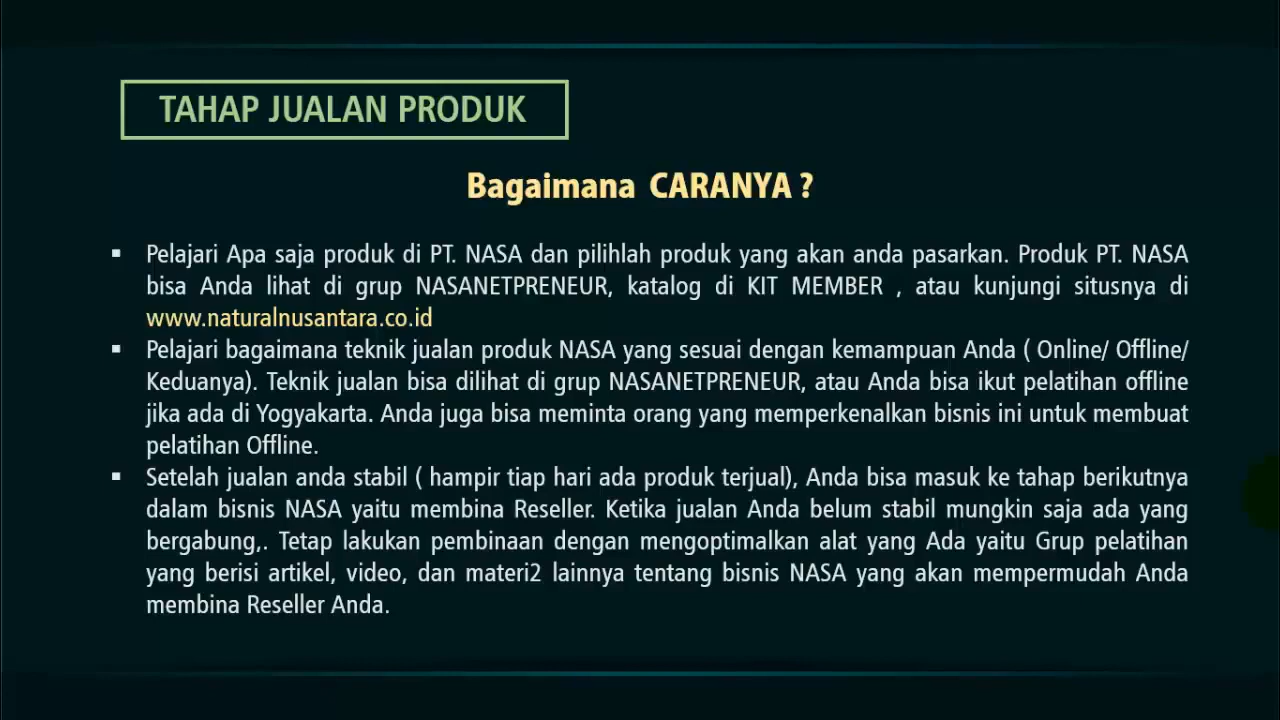 TAHAP JUALAN PRODUK
Bagaimana CARANYA ?
▪ Pelajari Apa saja produk di PT. NASA dan pilihlah produk yang akan anda pasarkan. Produk PT. NASA
bisa Anda lihat di grup NASANETPRENEUR, katalog di KIT MEMBER , atau kunjungi situsnya di
www.naturalnusantara.co.id
▪ Pelajari bagaimana teknik jualan produk NASA yang sesuai dengan kemampuan Anda ( Online/ Offline/
Keduanya). Teknik jualan bisa dilihat di grup NASANETPRENEUR, atau Anda bisa ikut pelatihan offline
jika ada di Yogyakarta. Anda juga bisa meminta orang yang memperkenalkan bisnis ini untuk membuat
pelatihan Offline.
▪ Setelah jualan anda stabil ( hampir tiap hari ada produk terjual), Anda bisa masuk ke tahap berikutnya
dalam bisnis NASA yaitu membina Reseller. Ketika jualan Anda belum stabil mungkin saja ada yang
bergabung,. Tetap lakukan pembinaan dengan mengoptimalkan alat yang Ada yaitu Grup pelatihan
yang berisi artikel, video, dan materi2 lainnya tentang bisnis NASA yang akan mempermudah Anda
membina Reseller Anda.